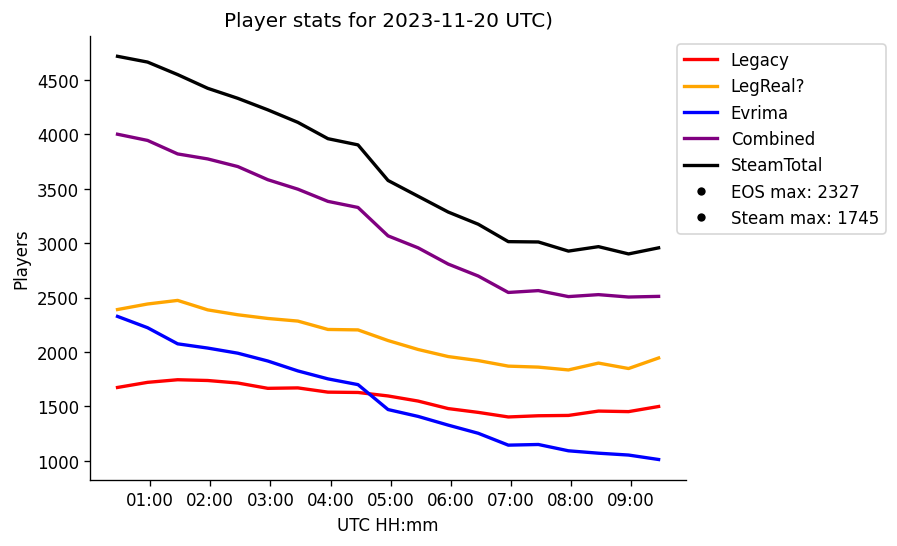 Player stats for 2023-11-20 UTC)
Legacy
LegReal?
Evrima
Combined
SteamTotal
EOS max: 2327
Steam max: 1745
Players
4500
4000
3500
3000
2500
2000
1500
1000
01:00 02:00 03:00 04:00 05:00 06:00 07:00 08:00 09:00
UTC HH:mm